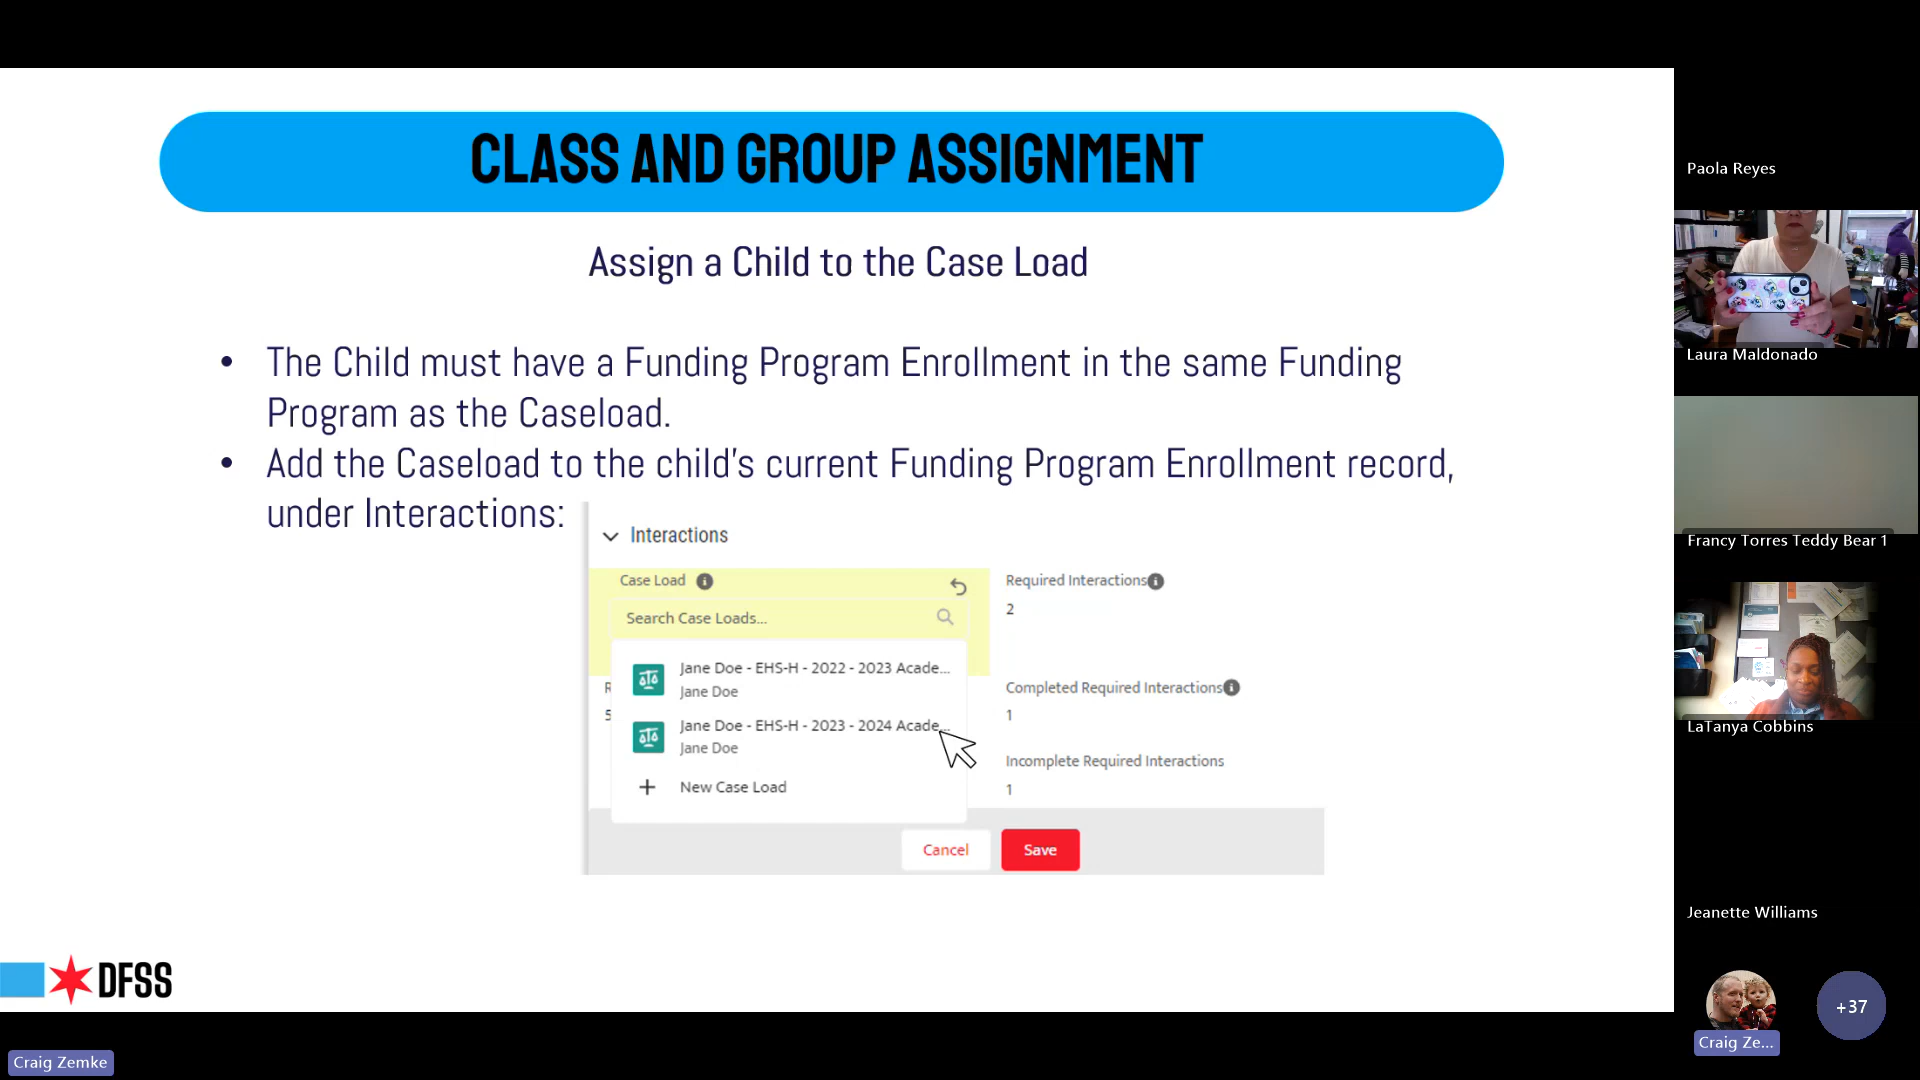 CLASS AND GROUP ASSIGNMENT
Assign a Child to the Case Load
• The Child must have a Funding Program Enrollment in the same Funding
Program as the Caseload.
• Add the Caseload to the child's current Funding Program Enrollment record,
under Interactions:
Interactions
Case Load
Search Case Loads...
Jane Doe - EHS-H - 2022 - 2023 Acade...
Jane Doe
Jane Doe - EHS-H - 2023 - 2024 Acade...
Jane Doe
New Case Load
R
5
Required Interactions
2
Completed Required Interactions
1
Incomplete Required Interactions
1
Cancel
Save
DFSS
Craig Zemke
Paola Reyes
Laura Maldonado
Francy Torres Teddy Bear 1
LaTanya Cobbins
Jeanette Williams
Craig Ze...
+37